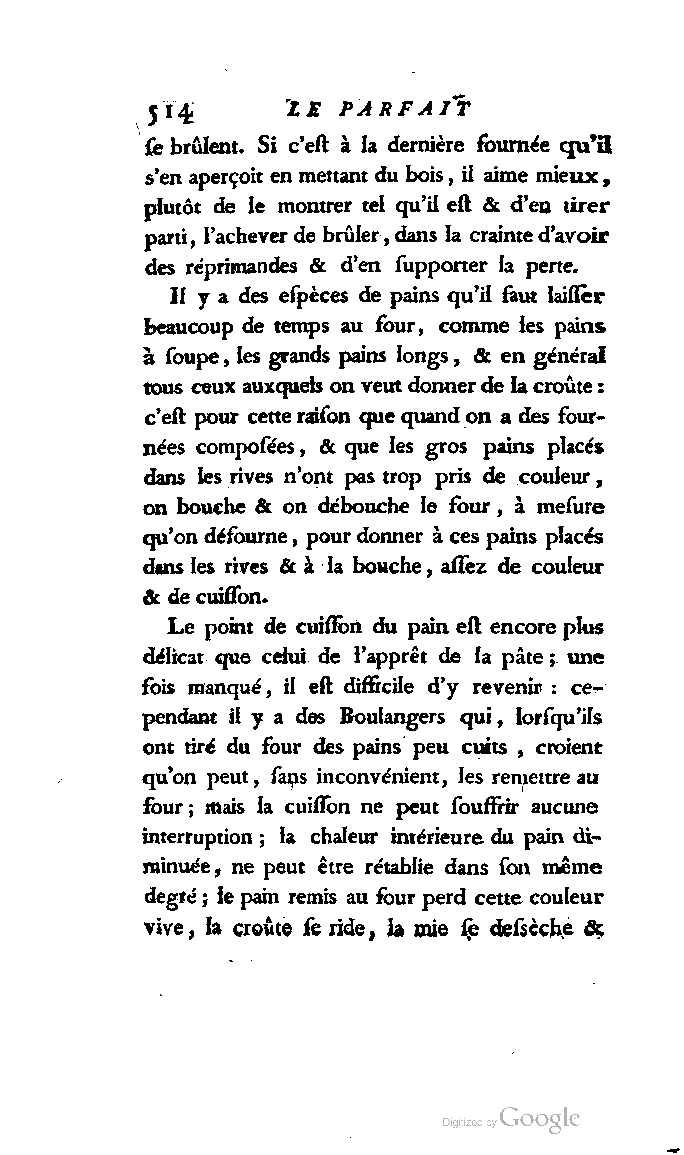 514 LE PARFAIT
ſe brûlent. Si c'eſt à la dernière fournée qu'il
s'en aperçoit en mettant du bois, il aime mieux,
plutôt de le montrer tel qu'il eſt & d'en tirer
parti, l'achever de brûler, dans la crainte d'avoir
des réprimandes & d'en ſupporter la perte.
Il y a des eſpèces de pains qu'il faut laiſſer
beaucoup de temps au four, comme les pains
à ſoupe, les grands pains longs, & en général
tous ceux auxquels on veut donner de la croûte :
c'eſt pour cette raiſon que quand on a des four-
nées compoſées, & que les gros pains placés
dans les rives n'ont pas trop pris de couleur,
on bouche & on débouche le four, à meſure
qu'on défourne, pour donner à ces pains placés
dans les rives & à la bouche, aſſez de couleur
& de cuiſſon.
Le point de cuiſſon du pain eſt encore plus
délicat que celui de l'apprêt de la pâte ; une
fois manqué, il eſt difficile d'y revenir : ce-
pendant il y a des Boulangers qui, lorſqu'ils
ont tiré du four des pains peu cuits, croient
qu'on peut, ſans inconvénient, les remettre au
four ; mais la cuiſſon ne peut ſouffrir aucune
interruption ; la chaleur intérieure du pain di-
minuée, ne peut être rétablie dans ſon même
degré ; le pain remis au four perd cette couleur
vive, la croûte ſe ride, la mie ſe deſsèche &
Digitized by Google